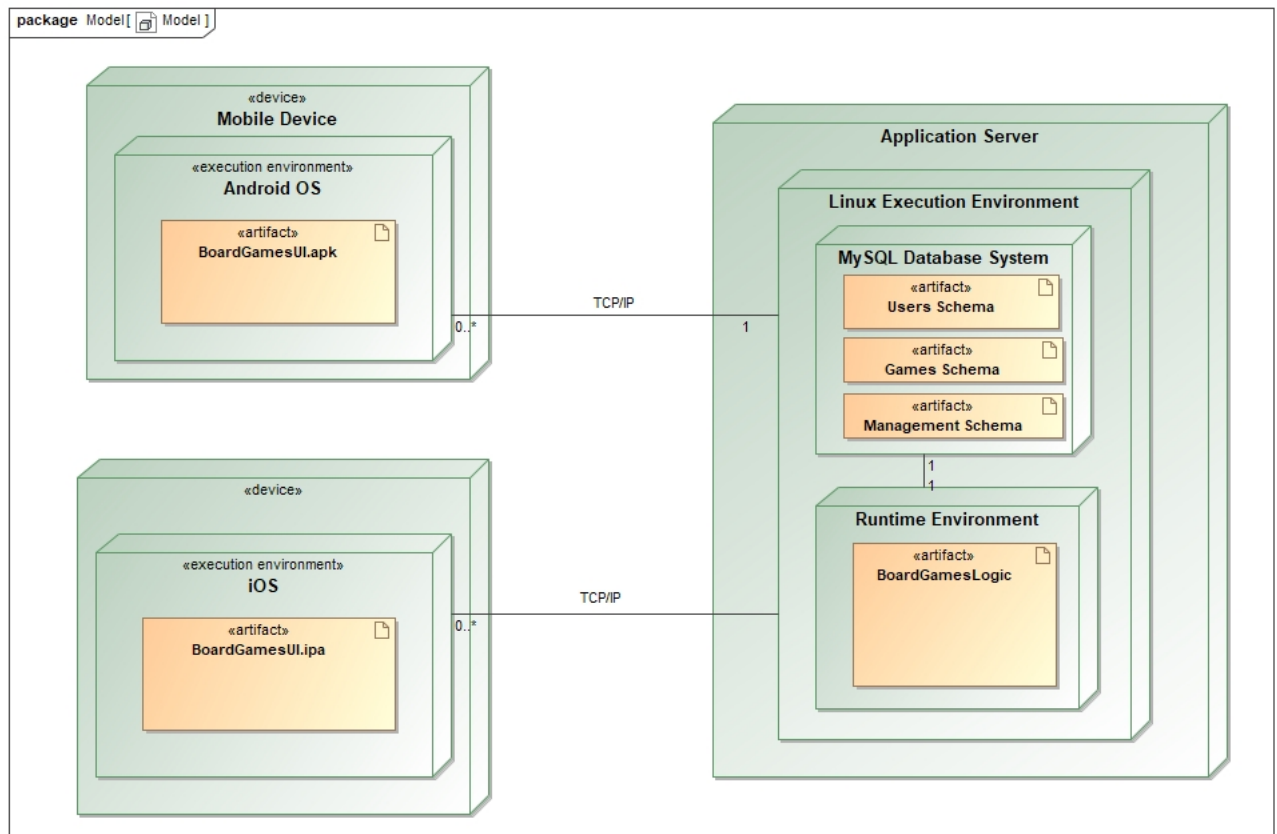 package Model[ Model ]
«device»
Mobile Device
«execution environment»
Android OS
«artifact»
BoardGamesUI.apk
0..*
TCP/IP
1
Application Server
Linux Execution Environment
MySQL Database System
«artifact»
Users Schema
«artifact»
Games Schema
«artifact»
Management Schema
1
1
Runtime Environment
«artifact»
BoardGamesLogic
«device»
«execution environment»
iOS
«artifact»
BoardGamesUI.ipa
0..*
TCP/IP